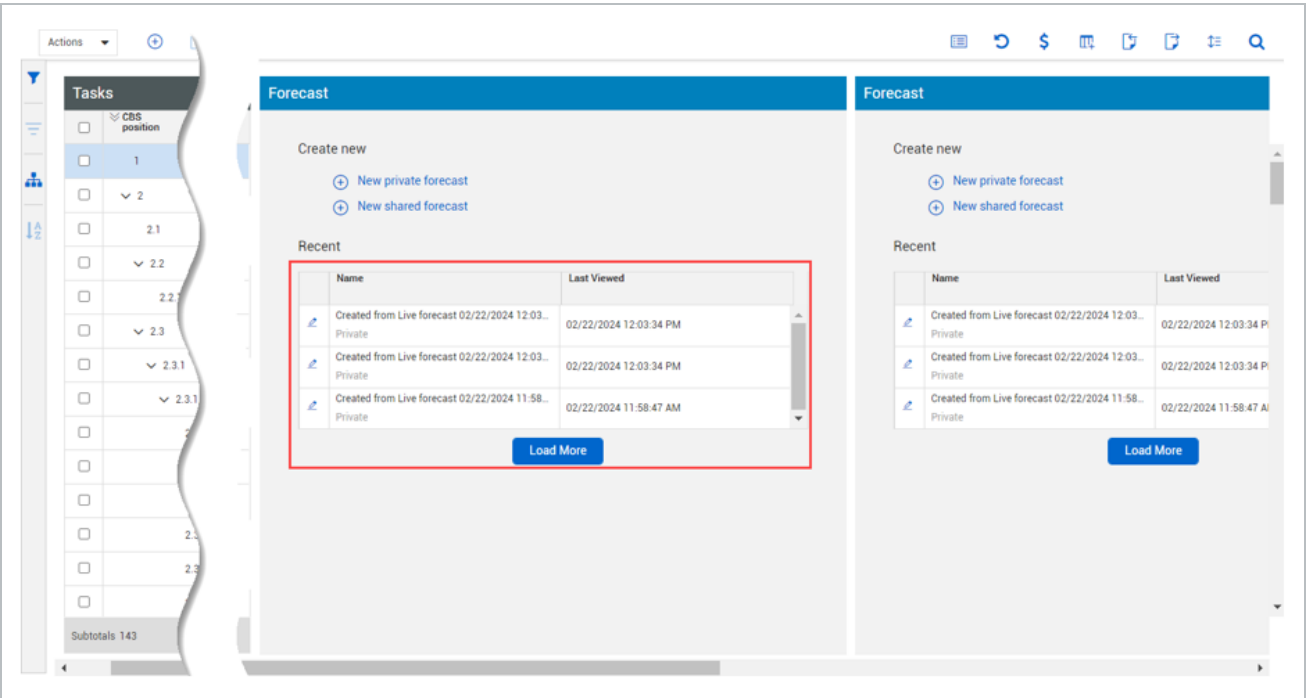 Actions
Tasks
CBS
position
1
2
2.1
2.2
2.2.
2.3
2.3.1
2.3.1
2.3
2.3
Subtotals 143
Forecast
Create new
New private forecast
New shared forecast
Recent
Name Last Viewed
Created from Live forecast 02/22/2024 12:03...
Private
02/22/2024 12:03:34 PM
Created from Live forecast 02/22/2024 12:03...
Private
02/22/2024 12:03:34 PM
Created from Live forecast 02/22/2024 11:58...
Private
02/22/2024 11:58:47 AM
Load More
Forecast
Create new
New private forecast
New shared forecast
Recent
Name Last Viewed
Created from Live forecast 02/22/2024 12:03...
Private
02/22/2024 12:03:34 P
Created from Live forecast 02/22/2024 12:03...
Private
02/22/2024 12:03:34 P
Created from Live forecast 02/22/2024 11:58...
Private
02/22/2024 11:58:47 A
Load More